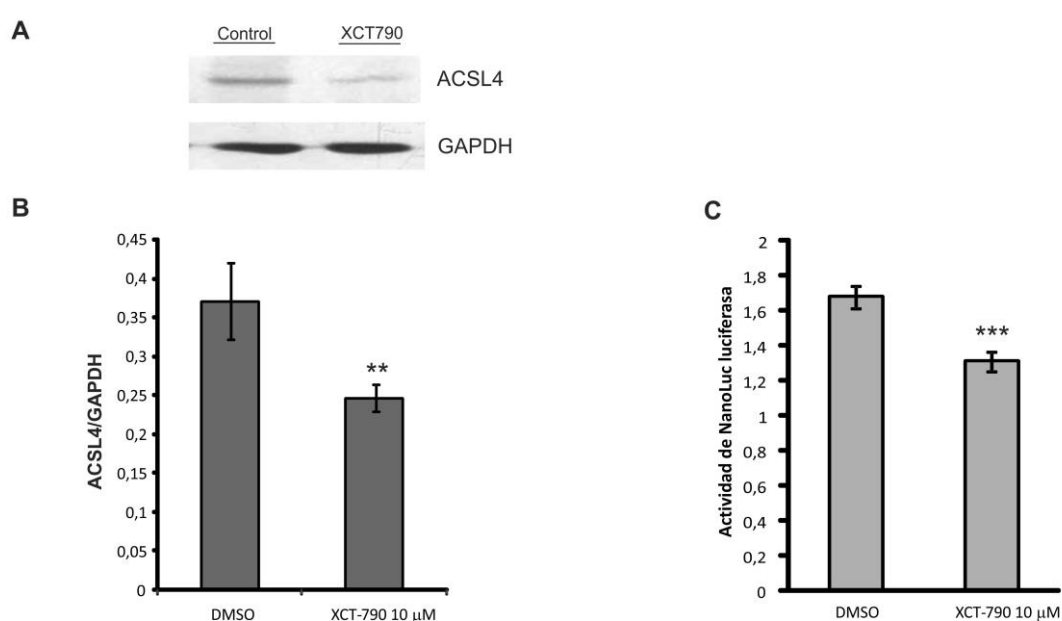 A
Control XCT790
ACSL4
GAPDH
B
ACSL4/GAPDH
0,45
0,4
0,35
0,3
0,25
0,2
0,15
0,1
0,05
0
**
DMSO XCT-790 10 µM
C
Actividad de NanoLuc luciferasa
2
1,8
1,6
1,4
1,2
1
0,8
0,6
0,4
0,2
0
***
DMSO XCT-790 10 µM